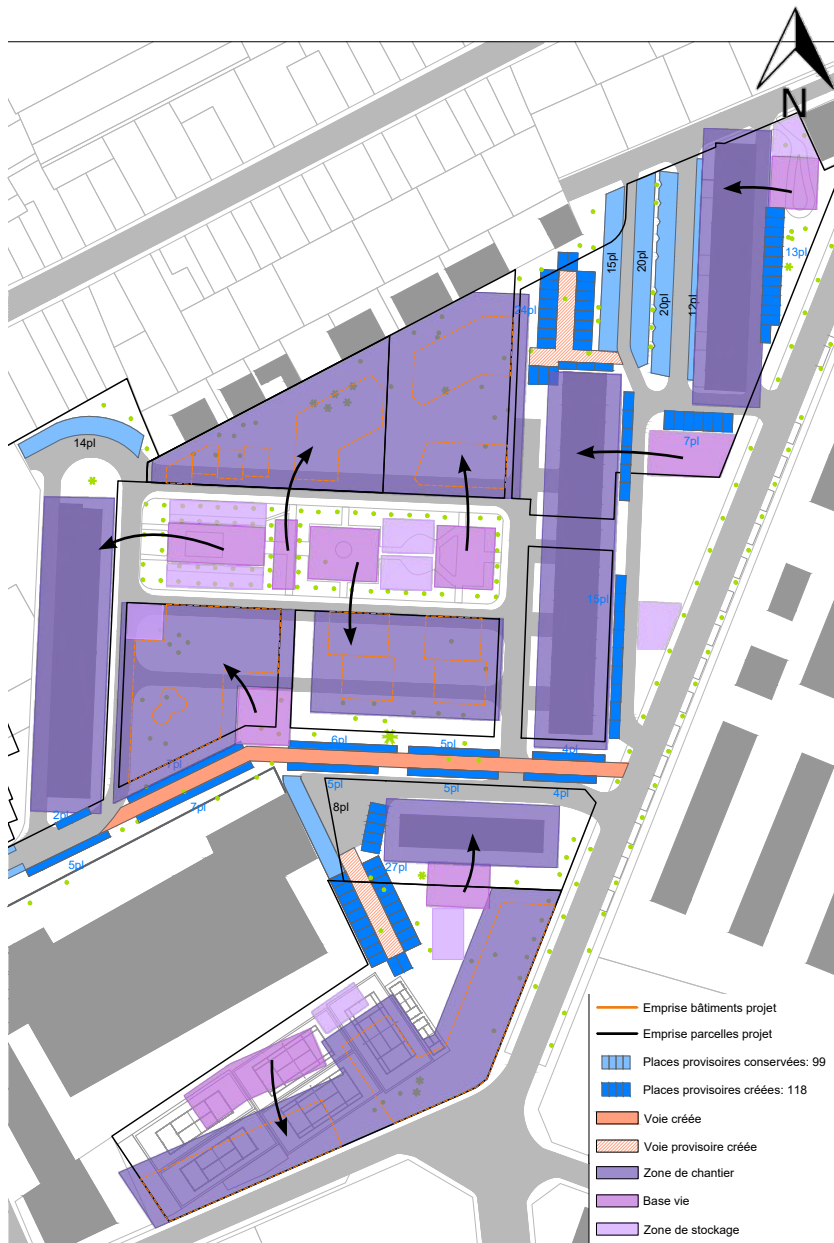 N
13pl
15pl
20pl
20pl
12pl
24pl
7pl
14pl
15pl
6pl
5pl
4pl
7pl
5pl
5pl
4pl
2pl
7pl
8pl
5pl
27pl
Emprise bâtiments projet
Emprise parcelles projet
Places provisoires conservées: 99
Places provisoires créées: 118
Voie créée
Voie provisoire créée
Zone de chantier
Base vie
Zone de stockage